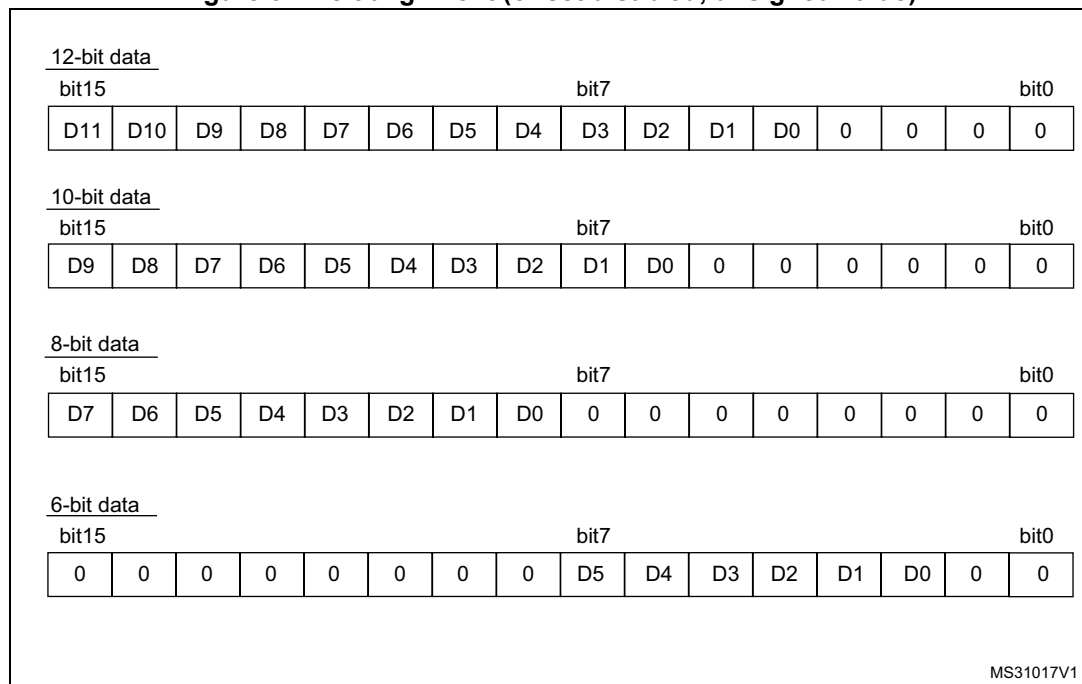 12-bit data
bit15 bit7 bit0
D11 D10 D9 D8 D7 D6 D5 D4 D3 D2 D1 D0 0 0 0 0
10-bit data
bit15 bit7 bit0
D9 D8 D7 D6 D5 D4 D3 D2 D1 D0 0 0 0 0 0 0
8-bit data
bit15 bit7 bit0
D7 D6 D5 D4 D3 D2 D1 D0 0 0 0 0 0 0 0 0
6-bit data
bit15 bit7 bit0
0 0 0 0 0 0 0 0 D5 D4 D3 D2 D1 D0 0 0
MS31017V1